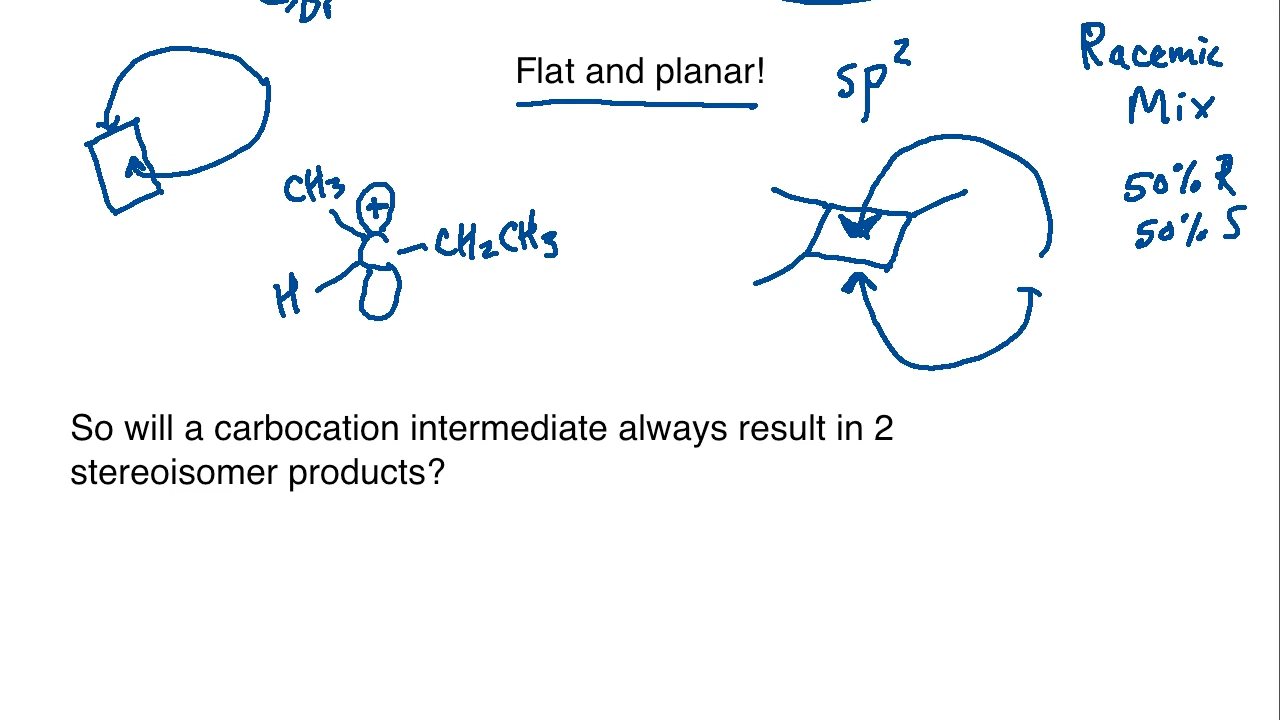 Flat and planar!
sp²
Racemic
Mix
50% R
50% S
CH3
+
C – CH2CH3
H
So will a carbocation intermediate always result in 2
stereoisomer products?